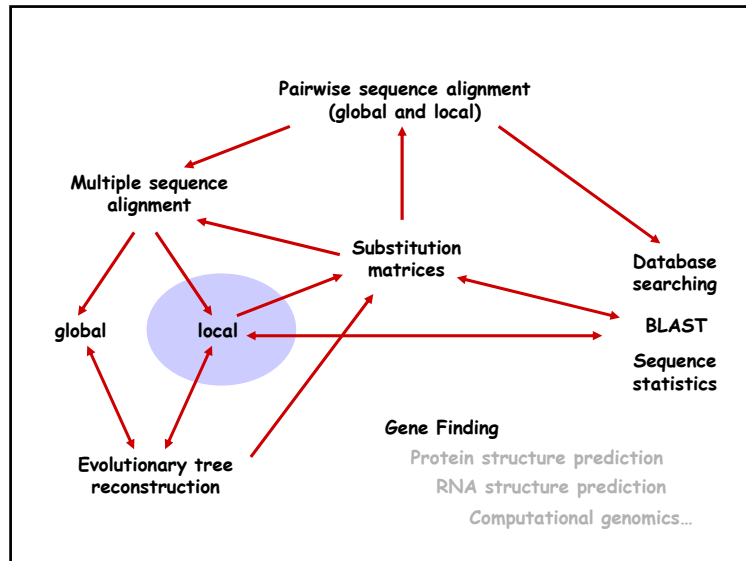 Pairwise sequence alignment
(global and local)
Multiple sequence
alignment
Substitution
matrices
Database
searching
global
local
BLAST
Sequence
statistics
Gene Finding
Evolutionary tree
reconstruction
Protein structure prediction
RNA structure prediction
Computational genomics…